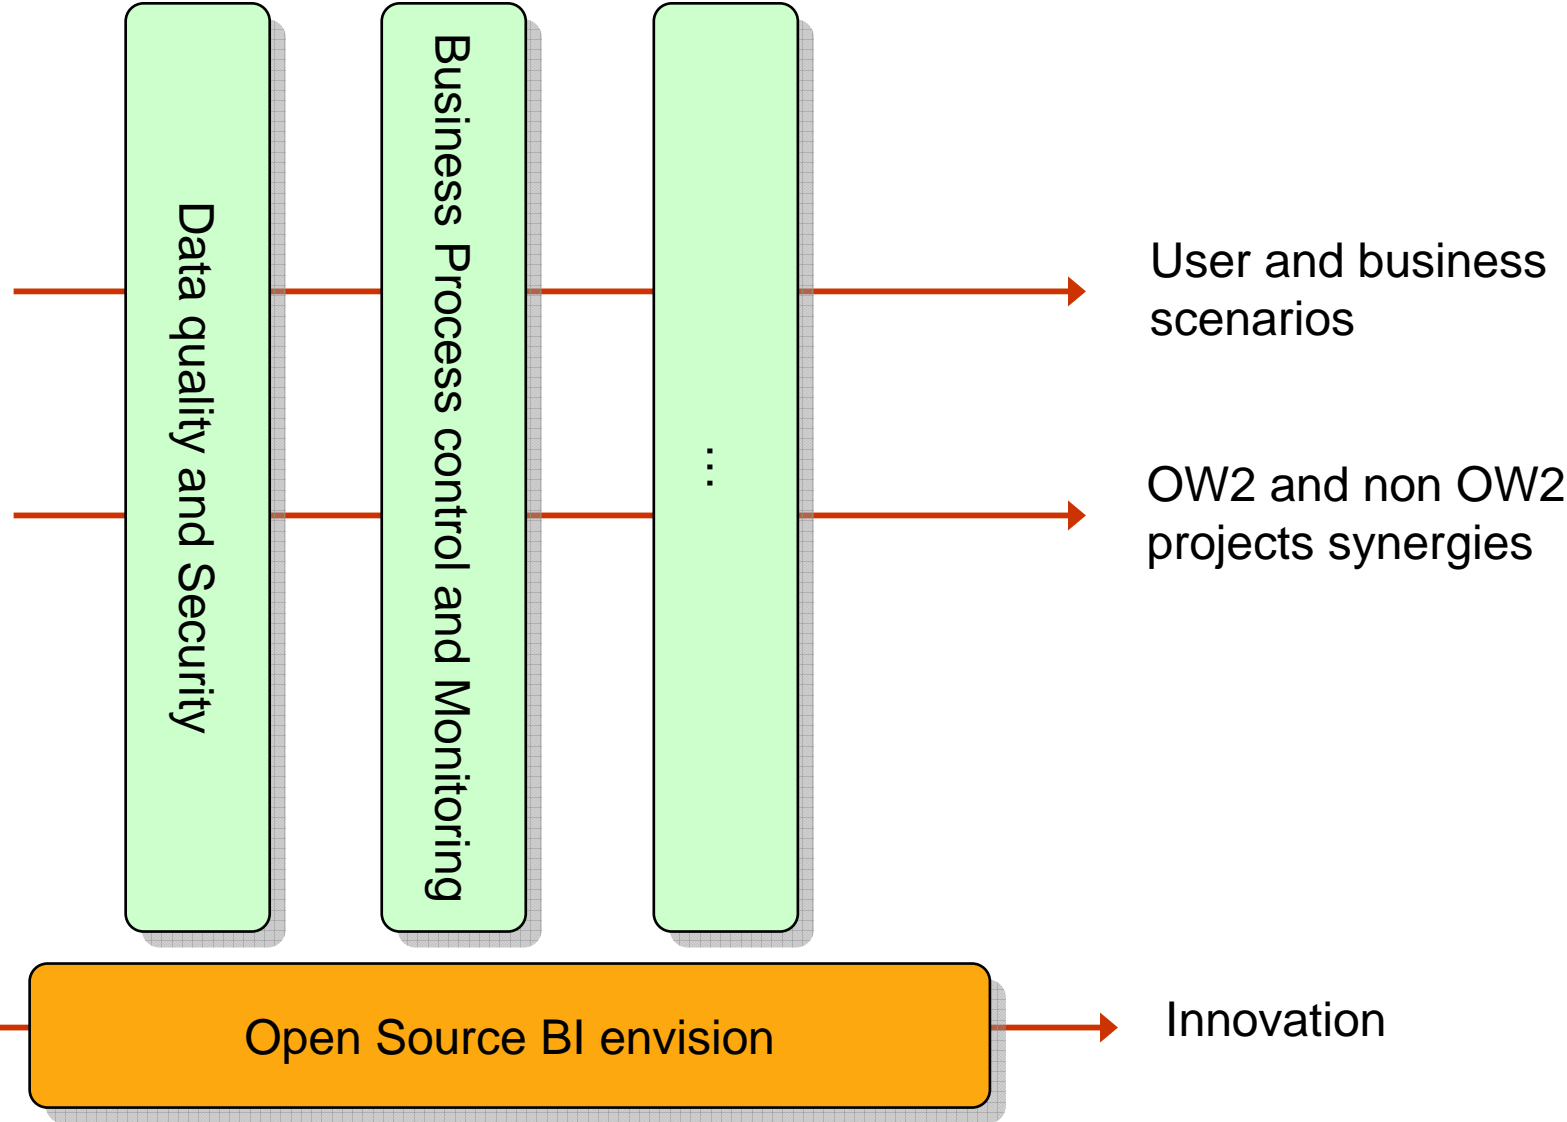 Data quality and Security
Business Process control and Monitoring
...
User and business
scenarios
OW2 and non OW2
projects synergies
Open Source BI envision
Innovation